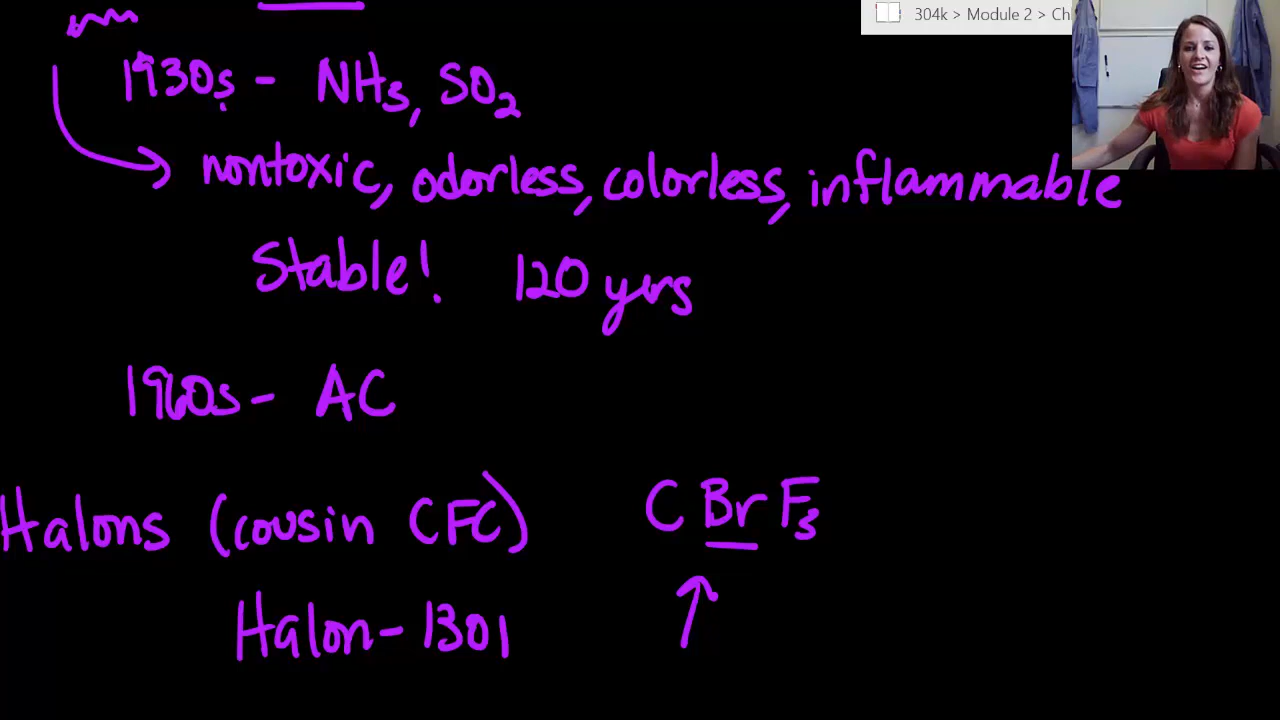 304k > Module 2 > Ch
1930s - NH3, SO2
nontoxic, odorless, colorless, inflammable
Stable! 120 yrs
1960s - AC
Halons (cousin CFC) CBrF3
Halon-1301